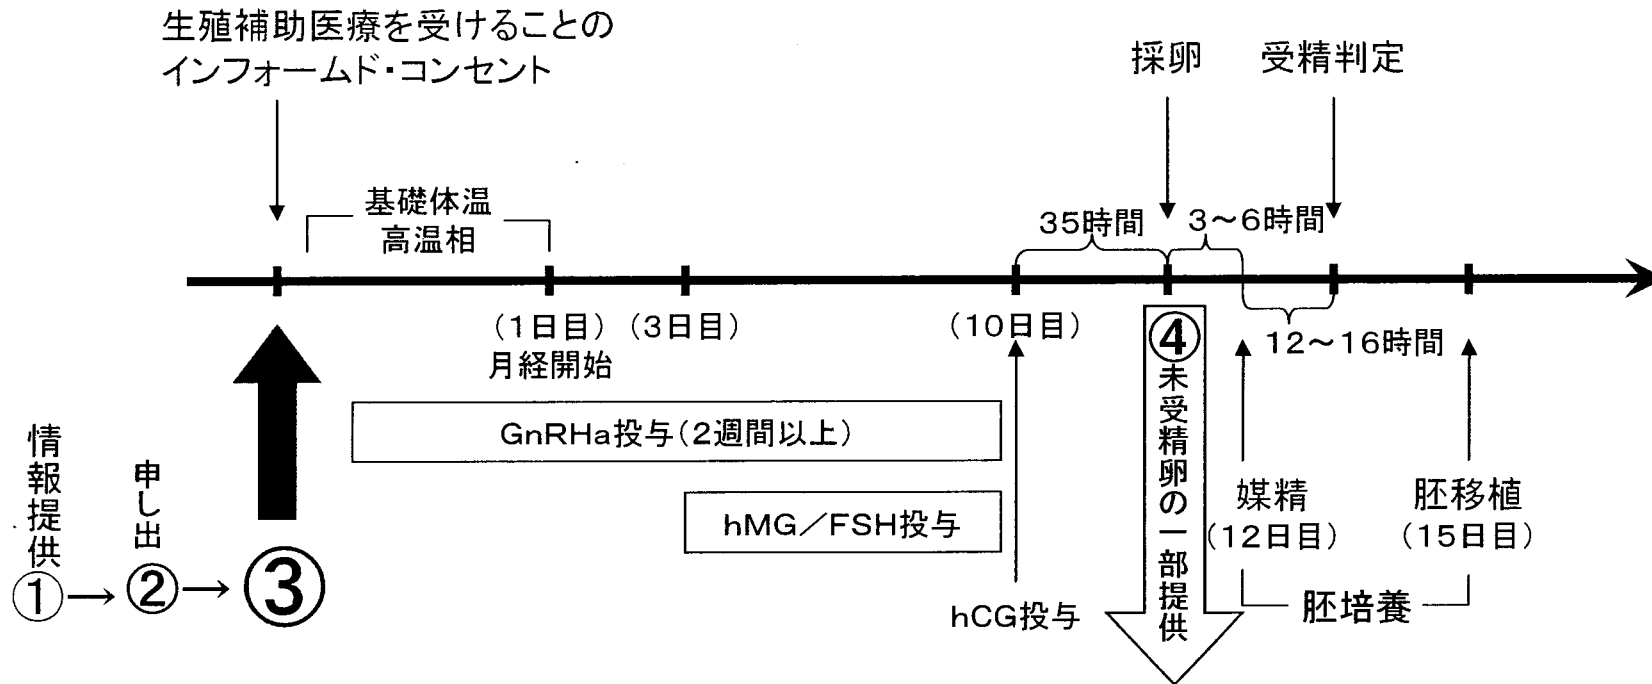 生殖補助医療を受けることの
インフォームド・コンセント
採卵
受精判定
基礎体温
高温相
35時間
3～6時間
(1日目)
月経開始
(3日目)
(10日目)
12～16時間
GnRHa投与(2週間以上)
hMG／FSH投与
hCG投与
④未受精卵の一部提供
媒精
(12日目)
胚移植
(15日目)
胚培養
情報提供
①→
申し出
②→
③